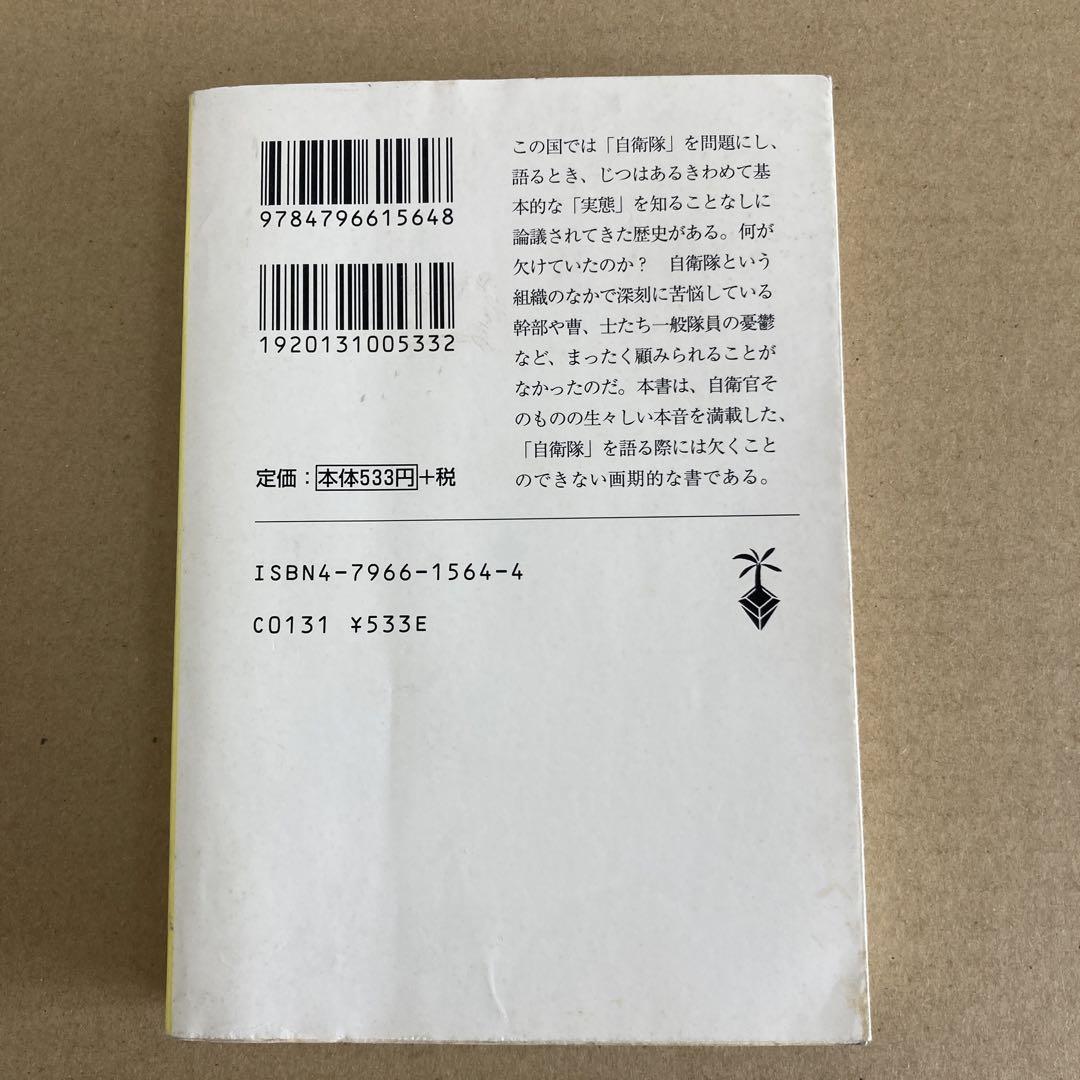 9784796615648
1920131005332
定価：本体533円+税
この国では「自衛隊」を問題にし、
語るとき、じつはあるきわめて基
本的な「実態」を知ることなしに
論議されてきた歴史がある。何が
欠けていたのか？　自衛隊という
組織のなかで深刻に苦悩している
幹部や曹、士たち一般隊員の憂鬱
など、まったく顧みられることが
なかったのだ。本書は、自衛官そ
のものの生々しい本音を満載した、
「自衛隊」を語る際には欠くこと
のできない画期的な書である。
ISBN4-7966-1564-4
C0131 ¥533E